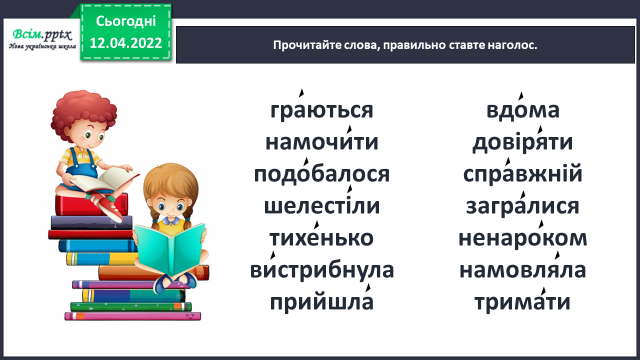 Всім.pptx
Нова українська школа
Сьогодні
12.04.2022
Прочитайте слова, правильно ставте наголос.
гра́ються
намочи́ти
подо́балося
шелесті́ли
тихе́нько
ви́стрибнула
прийшла́
вдо́ма
довіря́ти
спра́вжній
загра́лися
ненаро́ком
намовля́ла
трима́ти